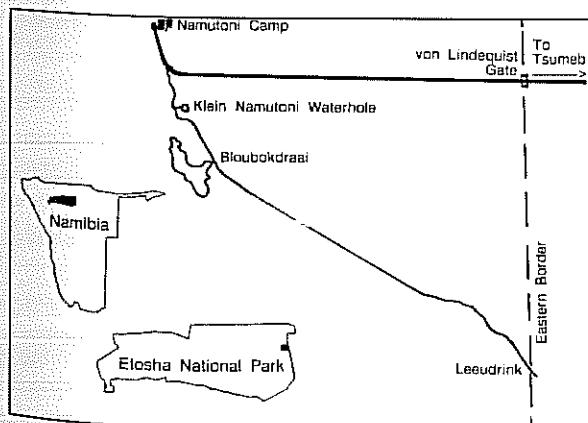 Namutoni Camp
von Lindequist
Gate
To
Tsumeb
Klein Namutoni Waterhole
Bloubokdraai
Namibia
Eastern Border
Etosha National Park
Leeudrink